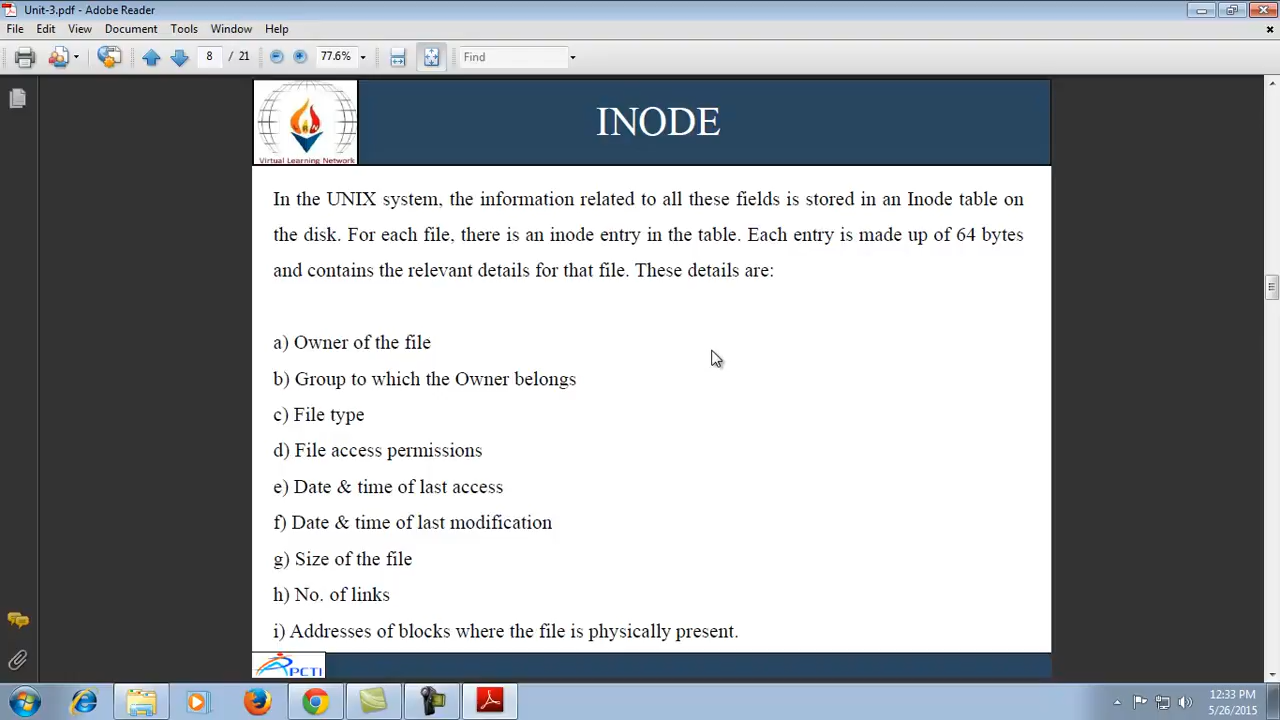 Unit-3.pdf - Adobe Reader
File Edit View Document Tools Window Help
8 / 21 77.6% Find
Virtual Learning Network
INODE
In the UNIX system, the information related to all these fields is stored in an Inode table on
the disk. For each file, there is an inode entry in the table. Each entry is made up of 64 bytes
and contains the relevant details for that file. These details are:
a) Owner of the file
b) Group to which the Owner belongs
c) File type
d) File access permissions
e) Date & time of last access
f) Date & time of last modification
g) Size of the file
h) No. of links
i) Addresses of blocks where the file is physically present.
PCTI
12:33 PM
5/26/2015